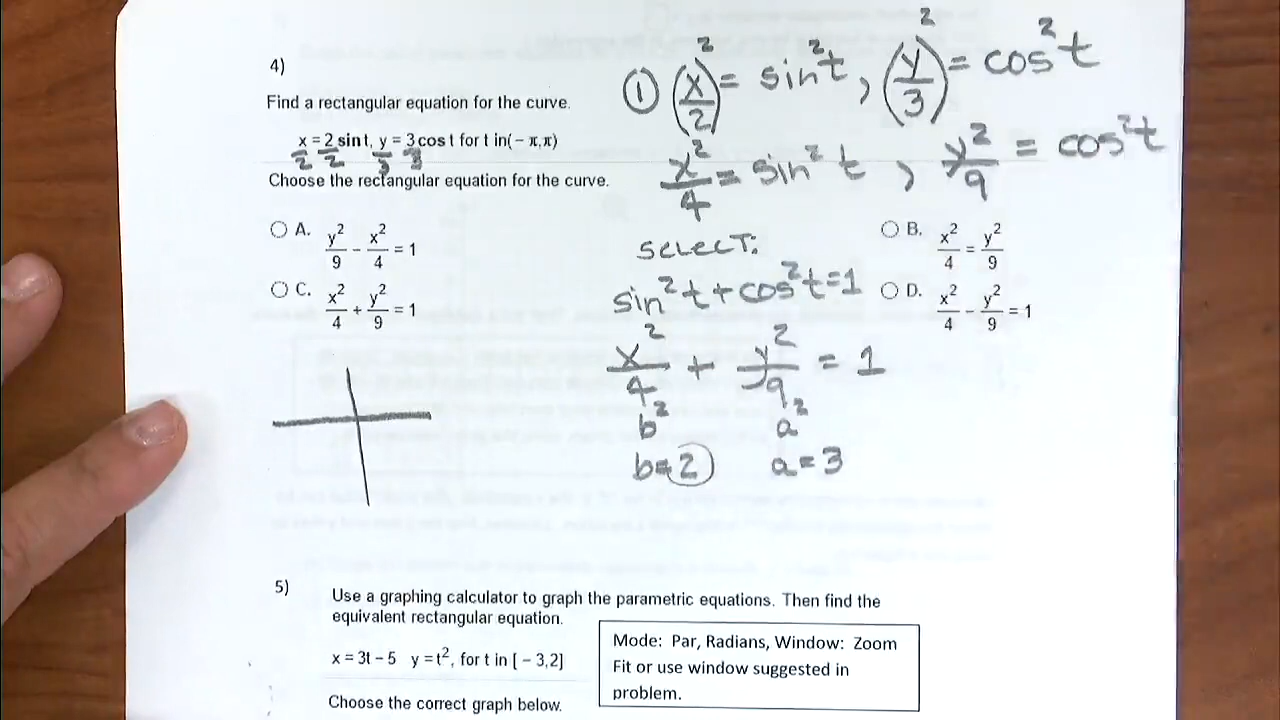 4)
Find a rectangular equation for the curve.
x = 2 sin t, y = 3 cos t for t in (− π, π)
2 2 3 3
Choose the rectangular equation for the curve.
A. y²/9 − x²/4 = 1
B. x²/4 = y²/9
C. x²/4 + y²/9 = 1
D. x²/4 − y²/9 = 1
① (x/2)² = sin²t, (y/3)² = cos²t
x²/4 = sin²t, y²/9 = cos²t
SELECT:
sin²t + cos²t = 1
x²/4 + y²/9 = 1
b² a²
b = 2 a = 3
5)
Use a graphing calculator to graph the parametric equations. Then find the
equivalent rectangular equation.
x = 3t − 5 y = t², for t in [ − 3,2]
Mode: Par, Radians, Window: Zoom
Fit or use window suggested in
problem.
Choose the correct graph below.